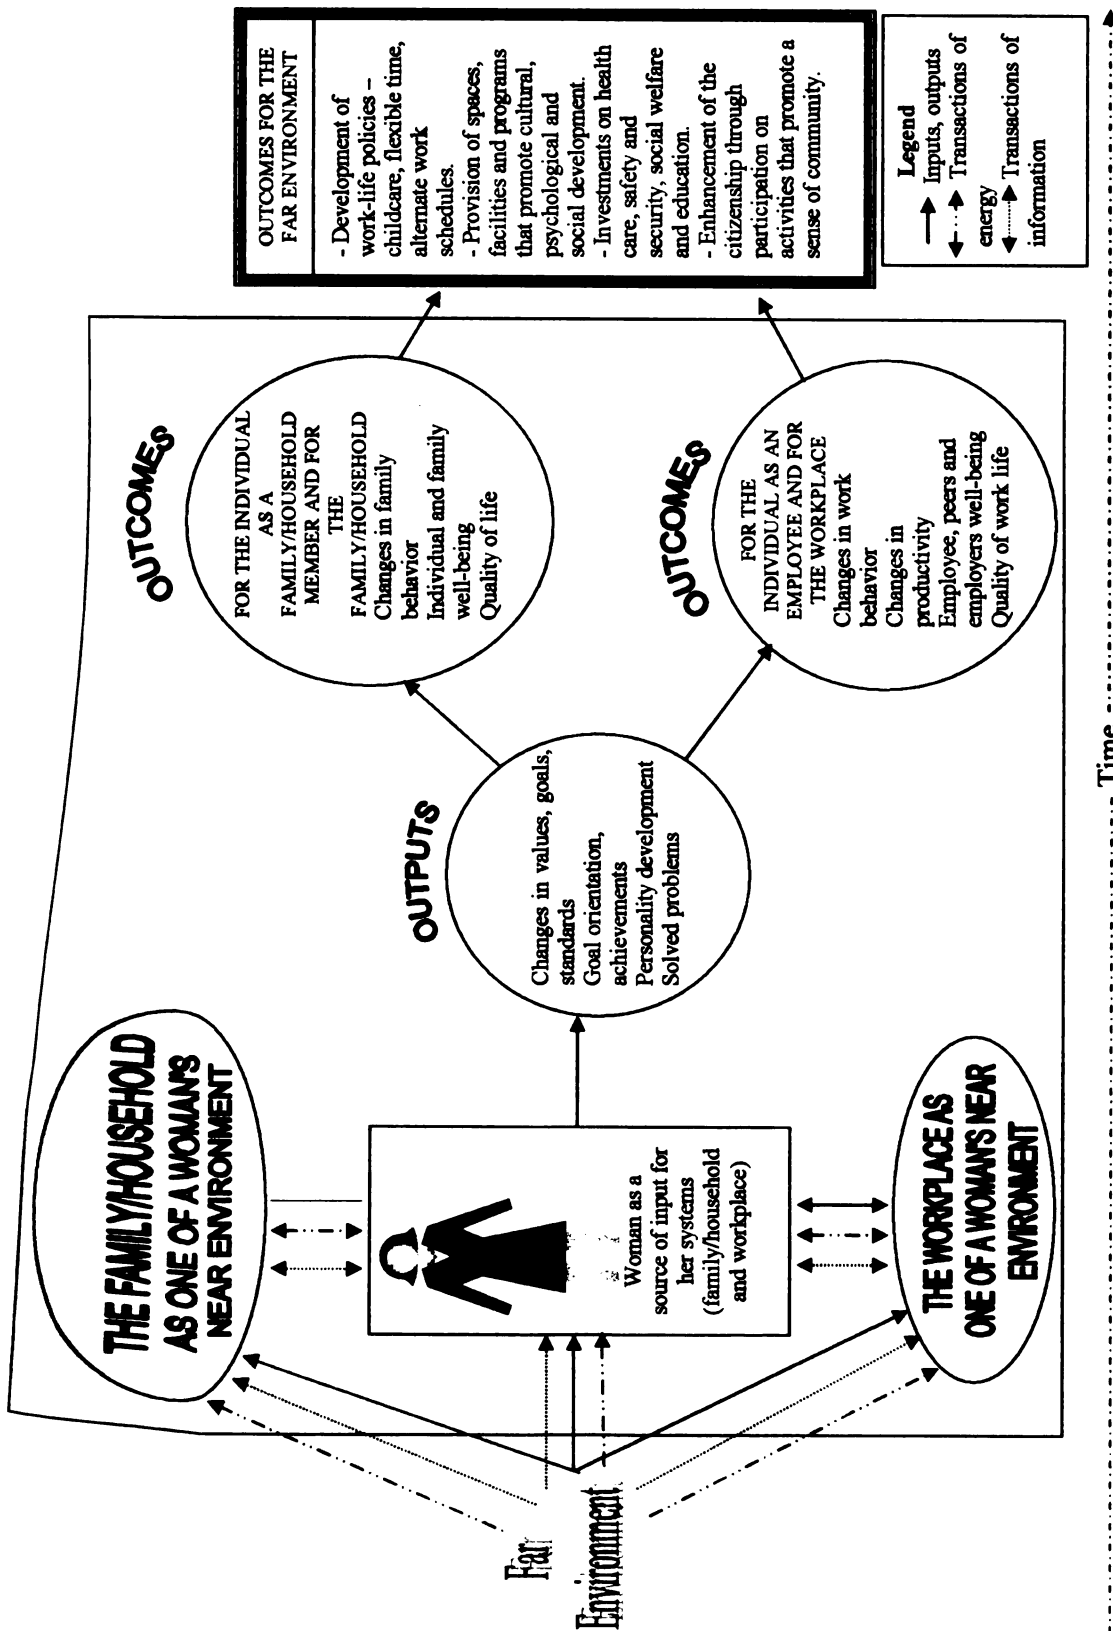 Far
Environment
THE FAMILY/HOUSEHOLD
AS ONE OF A WOMAN'S
NEAR ENVIRONMENT
Woman as a
source of input for
her systems
(family/household
and workplace)
THE WORKPLACE AS
ONE OF A WOMAN'S NEAR
ENVIRONMENT
OUTPUTS
Changes in values, goals,
standards
Goal orientation,
achievements
Personality development
Solved problems
OUTCOMES
FOR THE INDIVIDUAL
AS A
FAMILY/HOUSEHOLD
MEMBER AND FOR
THE
FAMILY/HOUSEHOLD
Changes in family
behavior
Individual and family
well-being
Quality of life
OUTCOMES
FOR THE
INDIVIDUAL AS AN
EMPLOYEE AND FOR
THE WORKPLACE
Changes in work
behavior
Changes in
productivity
Employee, peers and
employers well-being
Quality of work life
OUTCOMES FOR THE
FAR ENVIRONMENT
- Development of
work-life policies –
childcare, flexible time,
alternate work
schedules.
- Provision of spaces,
facilities and programs
that promote cultural,
psychological and
social development.
- Investments on health
care, safety and
security, social welfare
and education.
- Enhancement of the
citizenship through
participation on
activities that promote a
sense of community.
Legend
Inputs, outputs
Transactions of
energy
Transactions of
information
Time